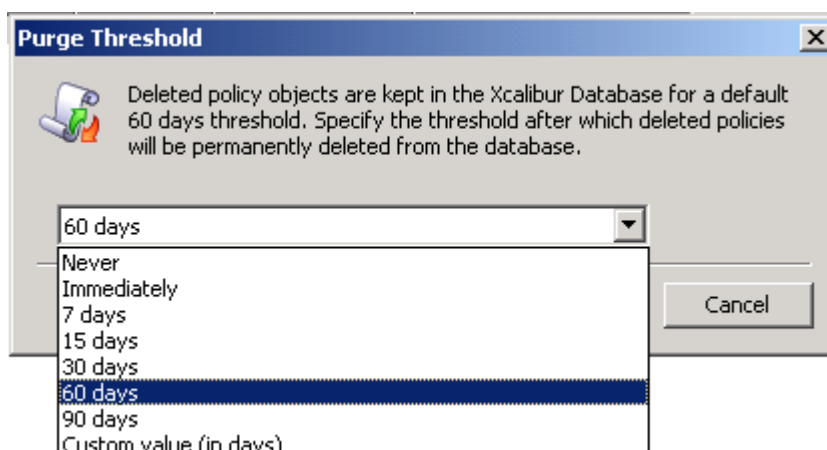 Purge Threshold
Deleted policy objects are kept in the Xcalibur Database for a default
60 days threshold. Specify the threshold after which deleted policies
will be permanently deleted from the database.
60 days
Never
Immediately
7 days
15 days
30 days
60 days
90 days
Custom value (in days)
Cancel